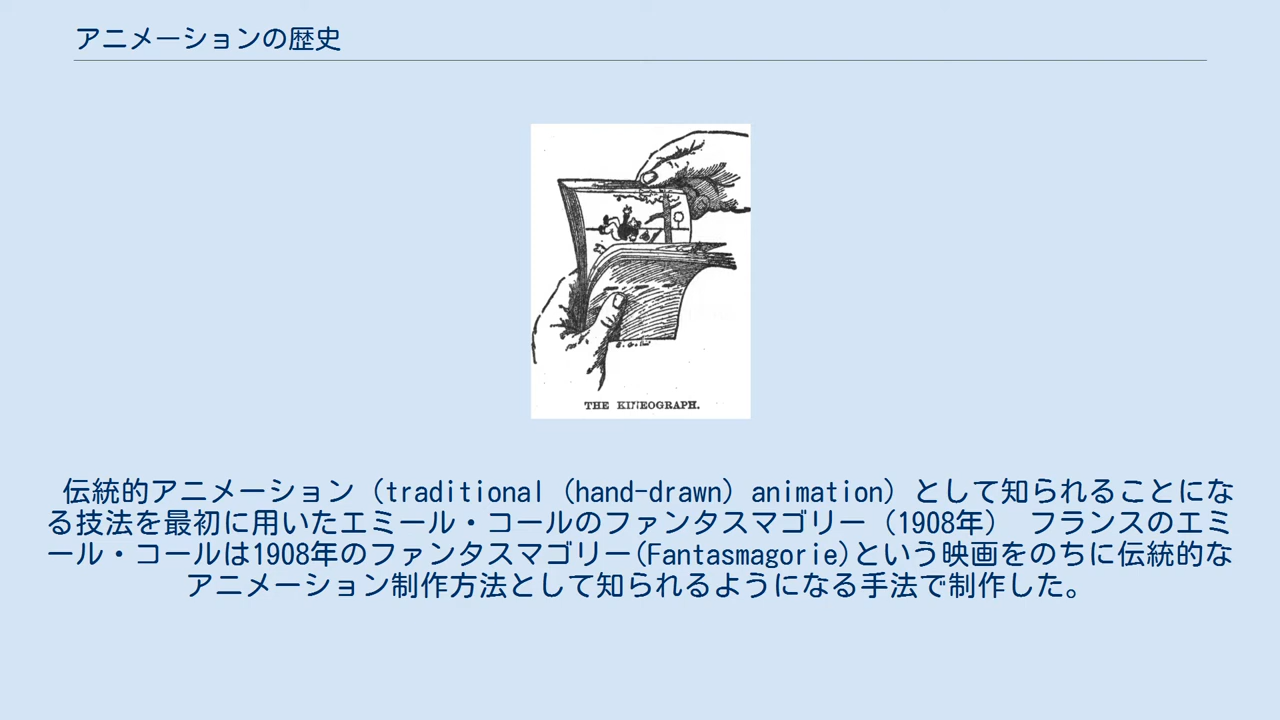 アニメーションの歴史
THE KINEOGRAPH.
伝統的アニメーション（traditional（hand-drawn）animation）として知られることにな
る技法を最初に用いたエミール・コールのファンタスマゴリー（1908年）　フランスのエミ
ール・コールは1908年のファンタスマゴリー(Fantasmagorie)という映画をのちに伝統的な
アニメーション制作方法として知られるようになる手法で制作した。